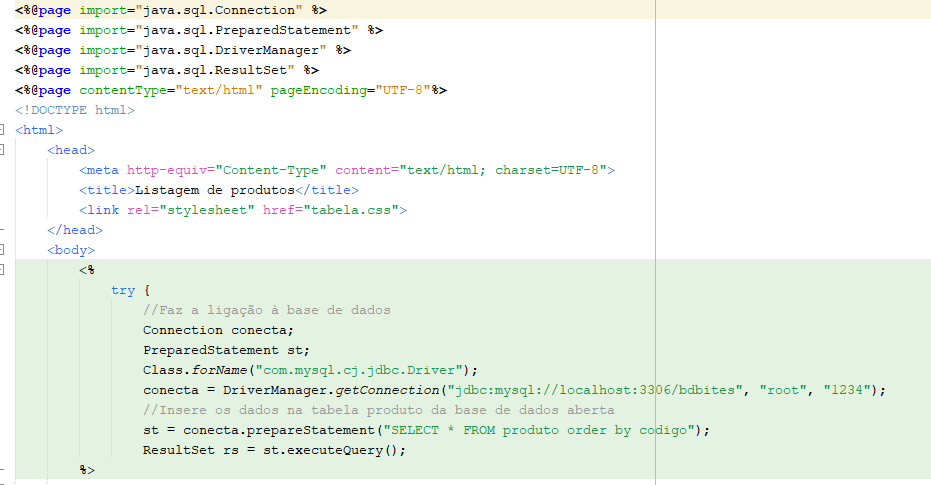 <%@page import="java.sql.Connection" %>
<%@page import="java.sql.PreparedStatement" %>
<%@page import="java.sql.DriverManager" %>
<%@page import="java.sql.ResultSet" %>
<%@page contentType="text/html" pageEncoding="UTF-8"%>
<!DOCTYPE html>
<html>
    <head>
        <meta http-equiv="Content-Type" content="text/html; charset=UTF-8">
        <title>Listagem de produtos</title>
        <link rel="stylesheet" href="tabela.css">
    </head>
    <body>
        <%
            try {
                //Faz a ligação à base de dados
                Connection conecta;
                PreparedStatement st;
                Class.forName("com.mysql.cj.jdbc.Driver");
                conecta = DriverManager.getConnection("jdbc:mysql://localhost:3306/bdbites", "root", "1234");
                //Insere os dados na tabela produto da base de dados aberta
                st = conecta.prepareStatement("SELECT * FROM produto order by codigo");
                ResultSet rs = st.executeQuery();
        %>